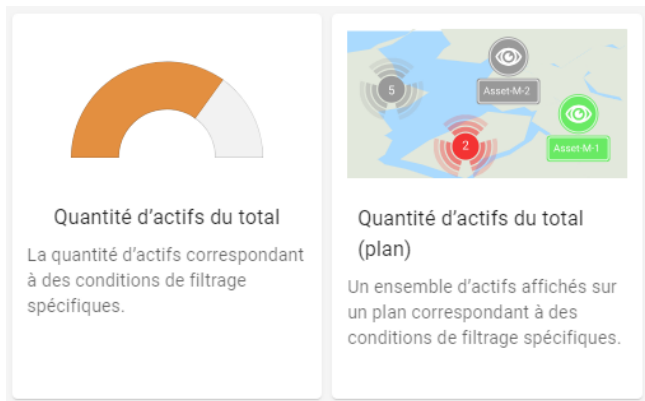 5
Asset-M-2
2
Asset-M-1
Quantité d’actifs du total
La quantité d’actifs correspondant
à des conditions de filtrage
spécifiques.
Quantité d’actifs du total
(plan)
Un ensemble d’actifs affichés sur
un plan correspondant à des
conditions de filtrage spécifiques.